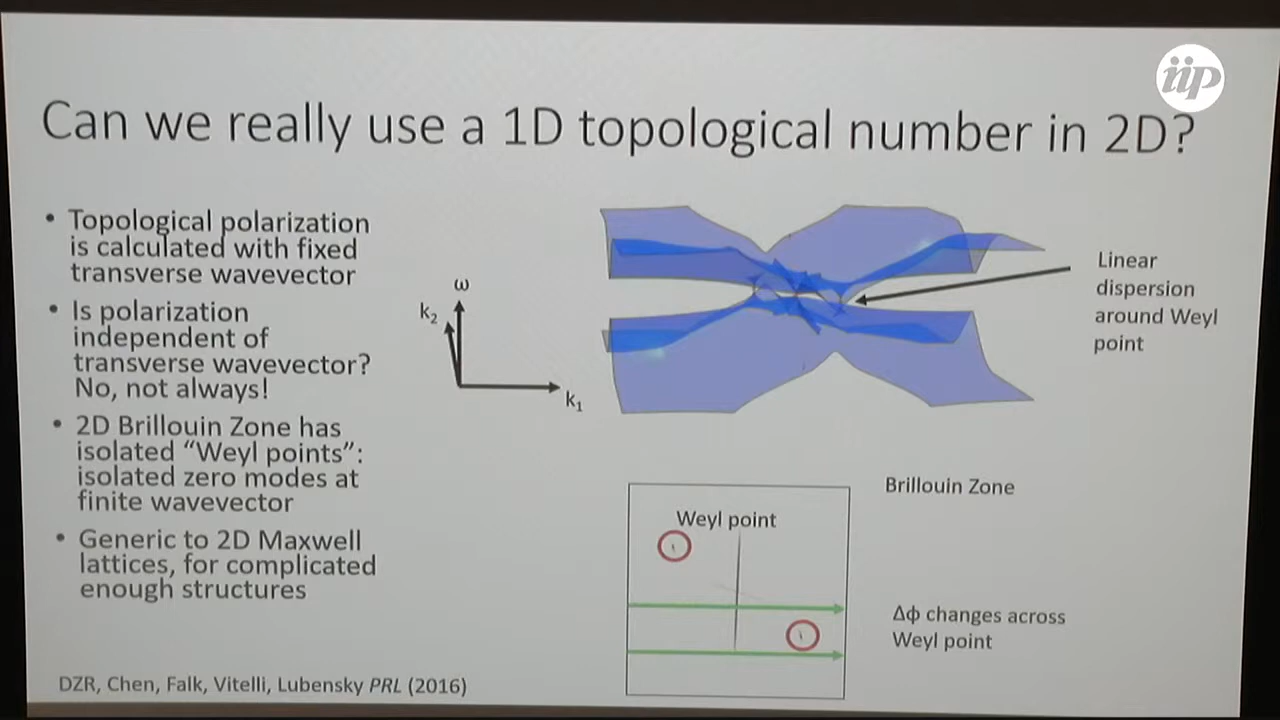 iip
Can we really use a 1D topological number in 2D?
• Topological polarization
is calculated with fixed
transverse wavevector
• Is polarization
independent of
transverse wavevector?
No, not always!
• 2D Brillouin Zone has
isolated “Weyl points”:
isolated zero modes at
finite wavevector
• Generic to 2D Maxwell
lattices, for complicated
enough structures
DZR, Chen, Falk, Vitelli, Lubensky PRL (2016)
ω
k₂
k₁
Linear
dispersion
around Weyl
point
Brillouin Zone
Weyl point
Δϕ changes across
Weyl point